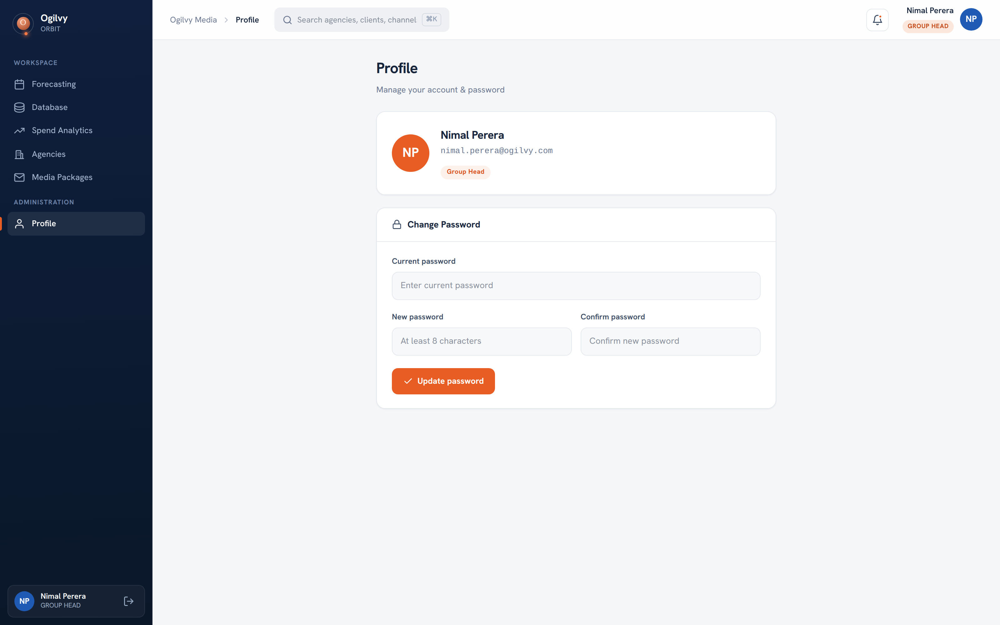 O
Ogilvy
ORBIT
WORKSPACE
Forecasting
Database
Spend Analytics
Agencies
Media Packages
ADMINISTRATION
Profile
NP
Nimal Perera
GROUP HEAD
Ogilvy Media > Profile
Search agencies, clients, channel
⌘K
Nimal Perera
GROUP HEAD
NP
Profile
Manage your account & password
NP
Nimal Perera
nimal.perera@ogilvy.com
Group Head
Change Password
Current password
Enter current password
New password
At least 8 characters
Confirm password
Confirm new password
Update password